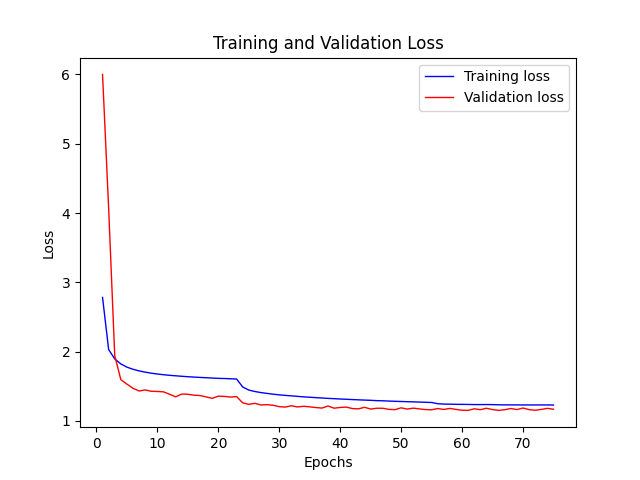 Training and Validation Loss
Training loss
Validation loss
Loss
6
5
4
3
2
1
0 10 20 30 40 50 60 70
Epochs